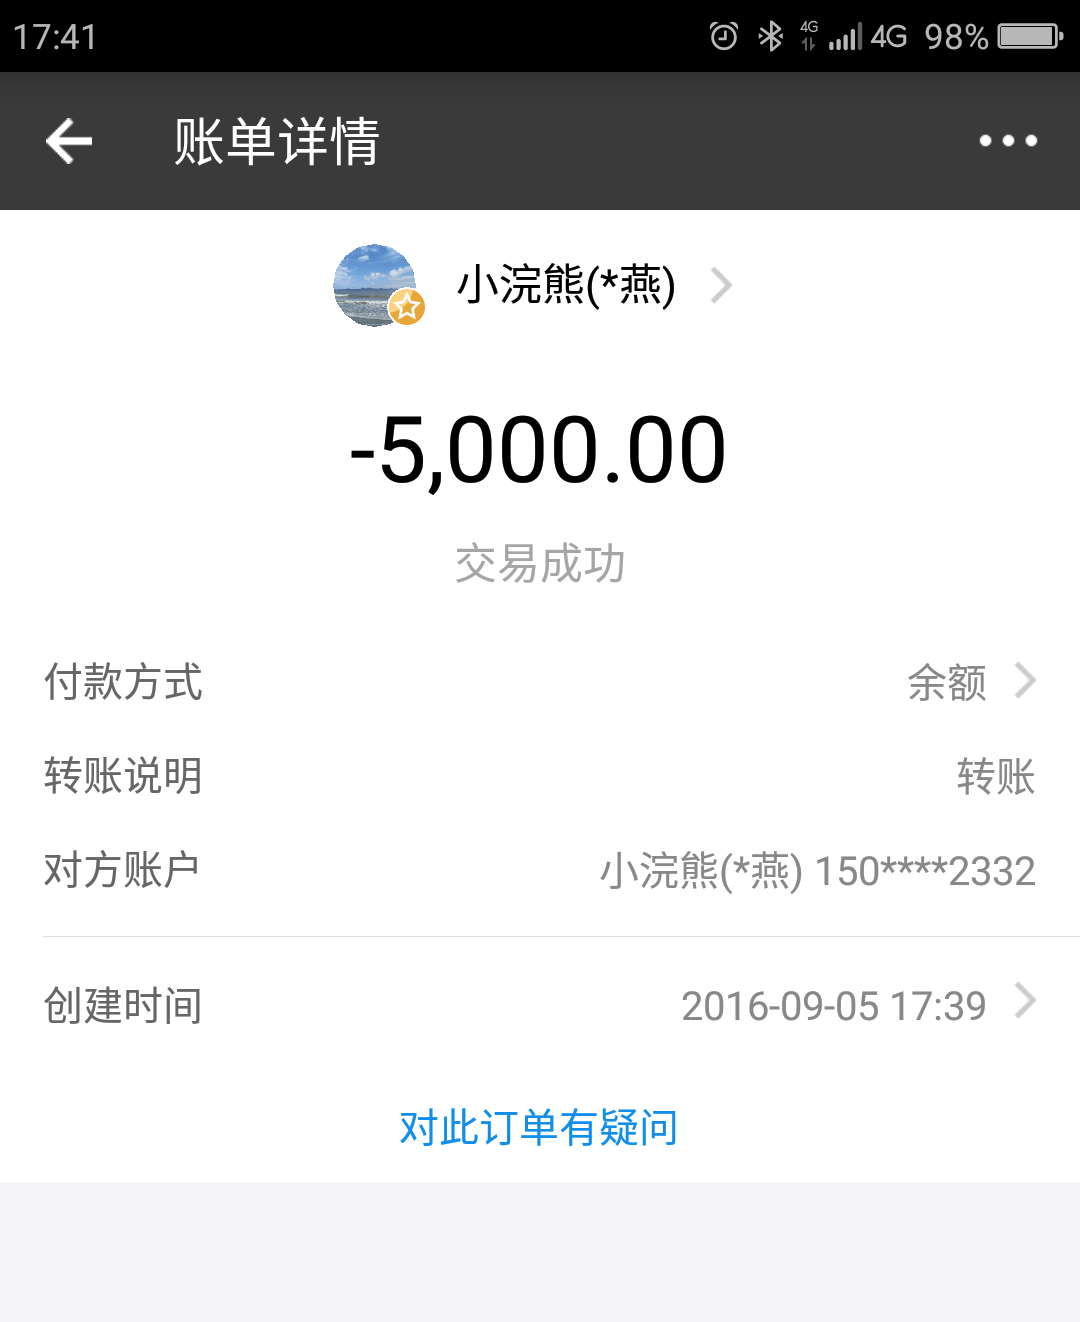 17:41 4G 4G 98%
账单详情
小浣熊(*燕)
-5,000.00
交易成功
付款方式 余额
转账说明 转账
对方账户 小浣熊(*燕) 150****2332
创建时间 2016-09-05 17:39
对此订单有疑问